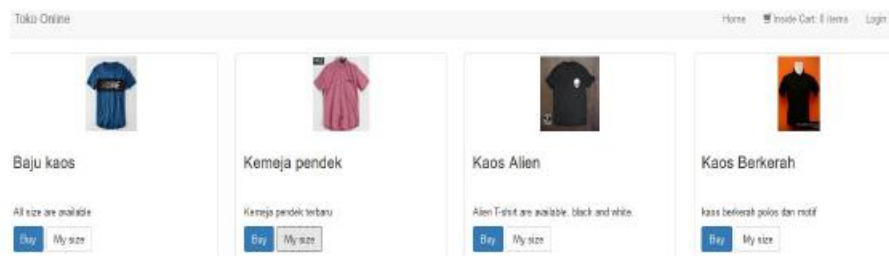 Toko Online
Home Inside Cart: 0 items Login
Baju kaos
All size are available
Buy My size
Kemeja pendek
Kemeja pendek terbaru
Buy My size
Kaos Alien
Alien T-shirt are available, black and white.
Buy My size
Kaos Berkerah
kaos berkerah polos dan motif
Buy My size